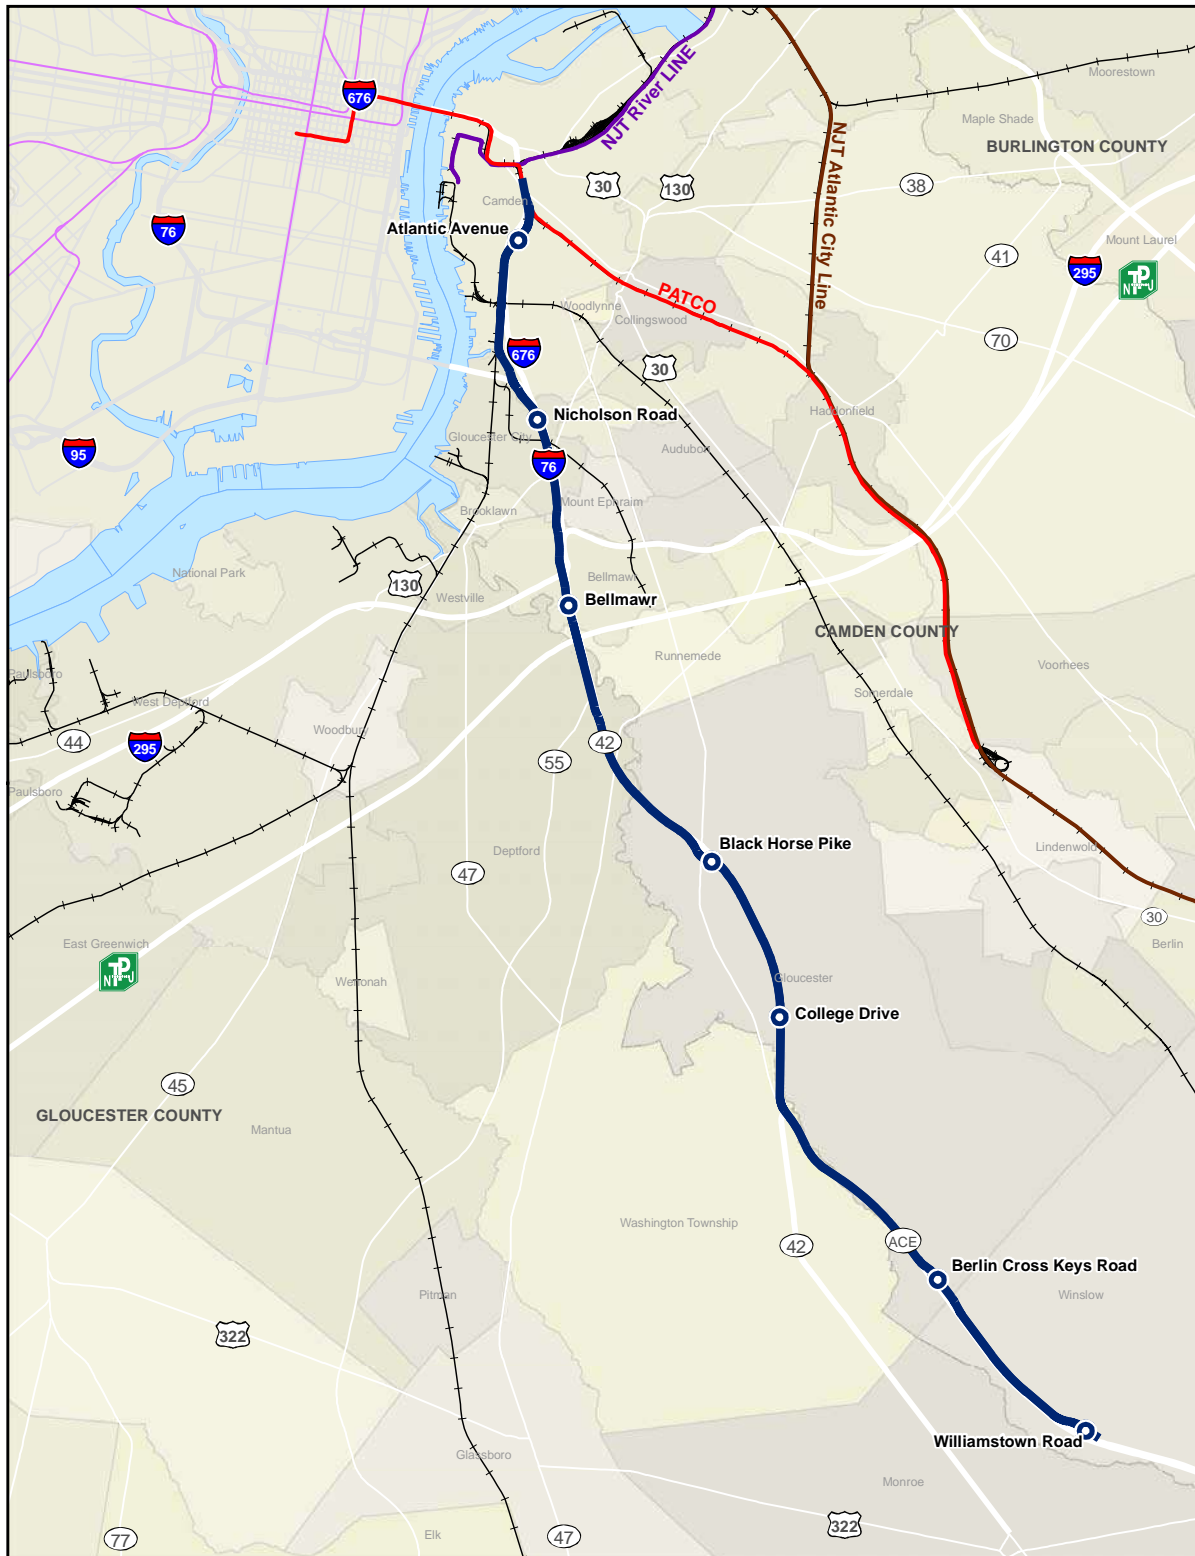 Moorestown
676
NJT River LINE
Maple Shade
BURLINGTON COUNTY
NJT Atlantic City Line
30
130
38
Camden
76
Atlantic Avenue
Mount Laurel
41
295
NTPJ
PATCO
Woodlynne
Collingswood
70
676
30
Haddonfield
Nicholson Road
Gloucester City
Audubon
95
76
Mount Ephraim
Brooklawn
National Park
130
Bellmawr
Westville
Bellmawr
CAMDEN COUNTY
Runnemede
Voorhees
Paulsboro
West Deptford
Somerdale
Woodbury
44
295
42
55
Paulsboro
Black Horse Pike
Lindenwold
Deptford
47
30
East Greenwich
Berlin
NTPJ
Wenonah
Gloucester
College Drive
45
GLOUCESTER COUNTY
Mantua
Washington Township
42
ACE
Berlin Cross Keys Road
Pitman
Winslow
322
Williamstown Road
Glassboro
Monroe
322
77
Elk
47